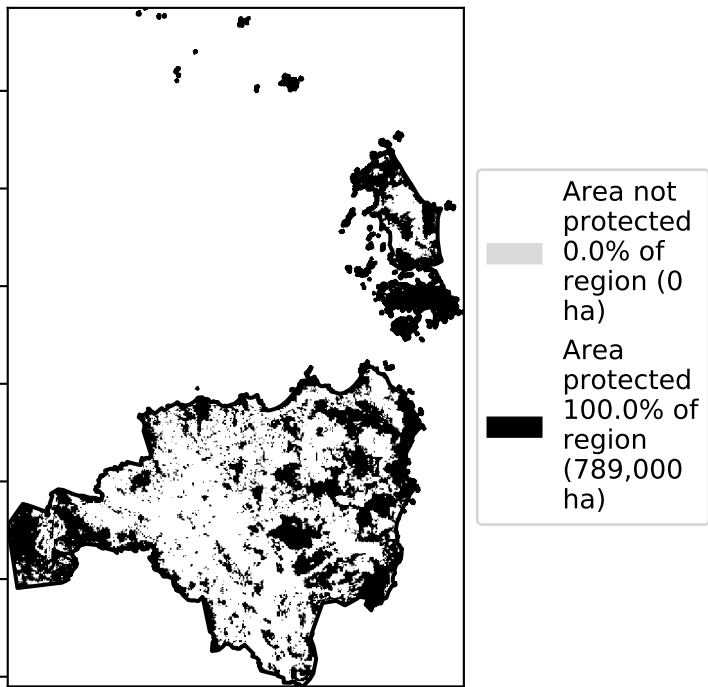 Area not
protected
0.0% of
region (0
ha)
Area
protected
100.0% of
region
(789,000
ha)